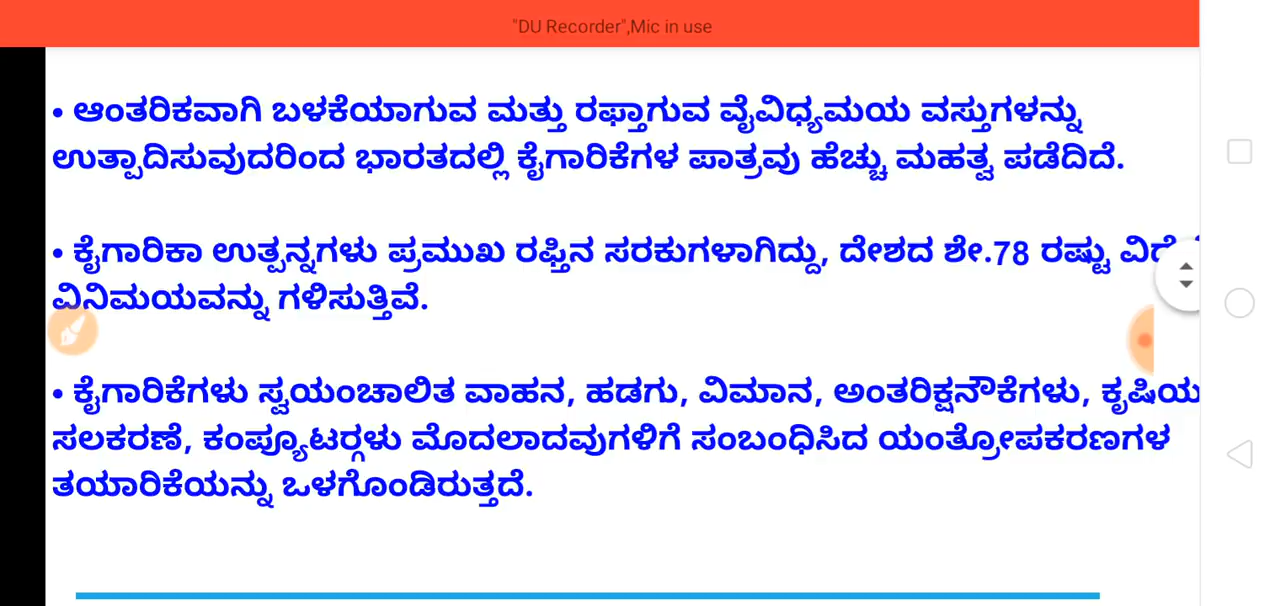 "DU Recorder",Mic in use
• ಆಂತರಿಕವಾಗಿ ಬಳಕೆಯಾಗುವ ಮತ್ತು ರಫ್ತಾಗುವ ವೈವಿಧ್ಯಮಯ ವಸ್ತುಗಳನ್ನು
ಉತ್ಪಾದಿಸುವುದರಿಂದ ಭಾರತದಲ್ಲಿ ಕೈಗಾರಿಕೆಗಳ ಪಾತ್ರವು ಹೆಚ್ಚು ಮಹತ್ವ ಪಡೆದಿದೆ.
• ಕೈಗಾರಿಕಾ ಉತ್ಪನ್ನಗಳು ಪ್ರಮುಖ ರಫ್ತಿನ ಸರಕುಗಳಾಗಿದ್ದು, ದೇಶದ ಶೇ.78 ರಷ್ಟು
ವಿನಿಮಯವನ್ನು ಗಳಿಸುತ್ತಿವೆ.
• ಕೈಗಾರಿಕೆಗಳು ಸ್ವಯಂಚಾಲಿತ ವಾಹನ, ಹಡಗು, ವಿಮಾನ, ಅಂತರಿಕ್ಷನೌಕೆಗಳು, ಕೃಷಿಯ
ಸಲಕರಣೆ, ಕಂಪ್ಯೂಟರ‍್ಗಳು ಮೊದಲಾದವುಗಳಿಗೆ ಸಂಬಂಧಿಸಿದ ಯಂತ್ರೋಪಕರಣಗಳ
ತಯಾರಿಕೆಯನ್ನು ಒಳಗೊಂಡಿರುತ್ತದೆ.